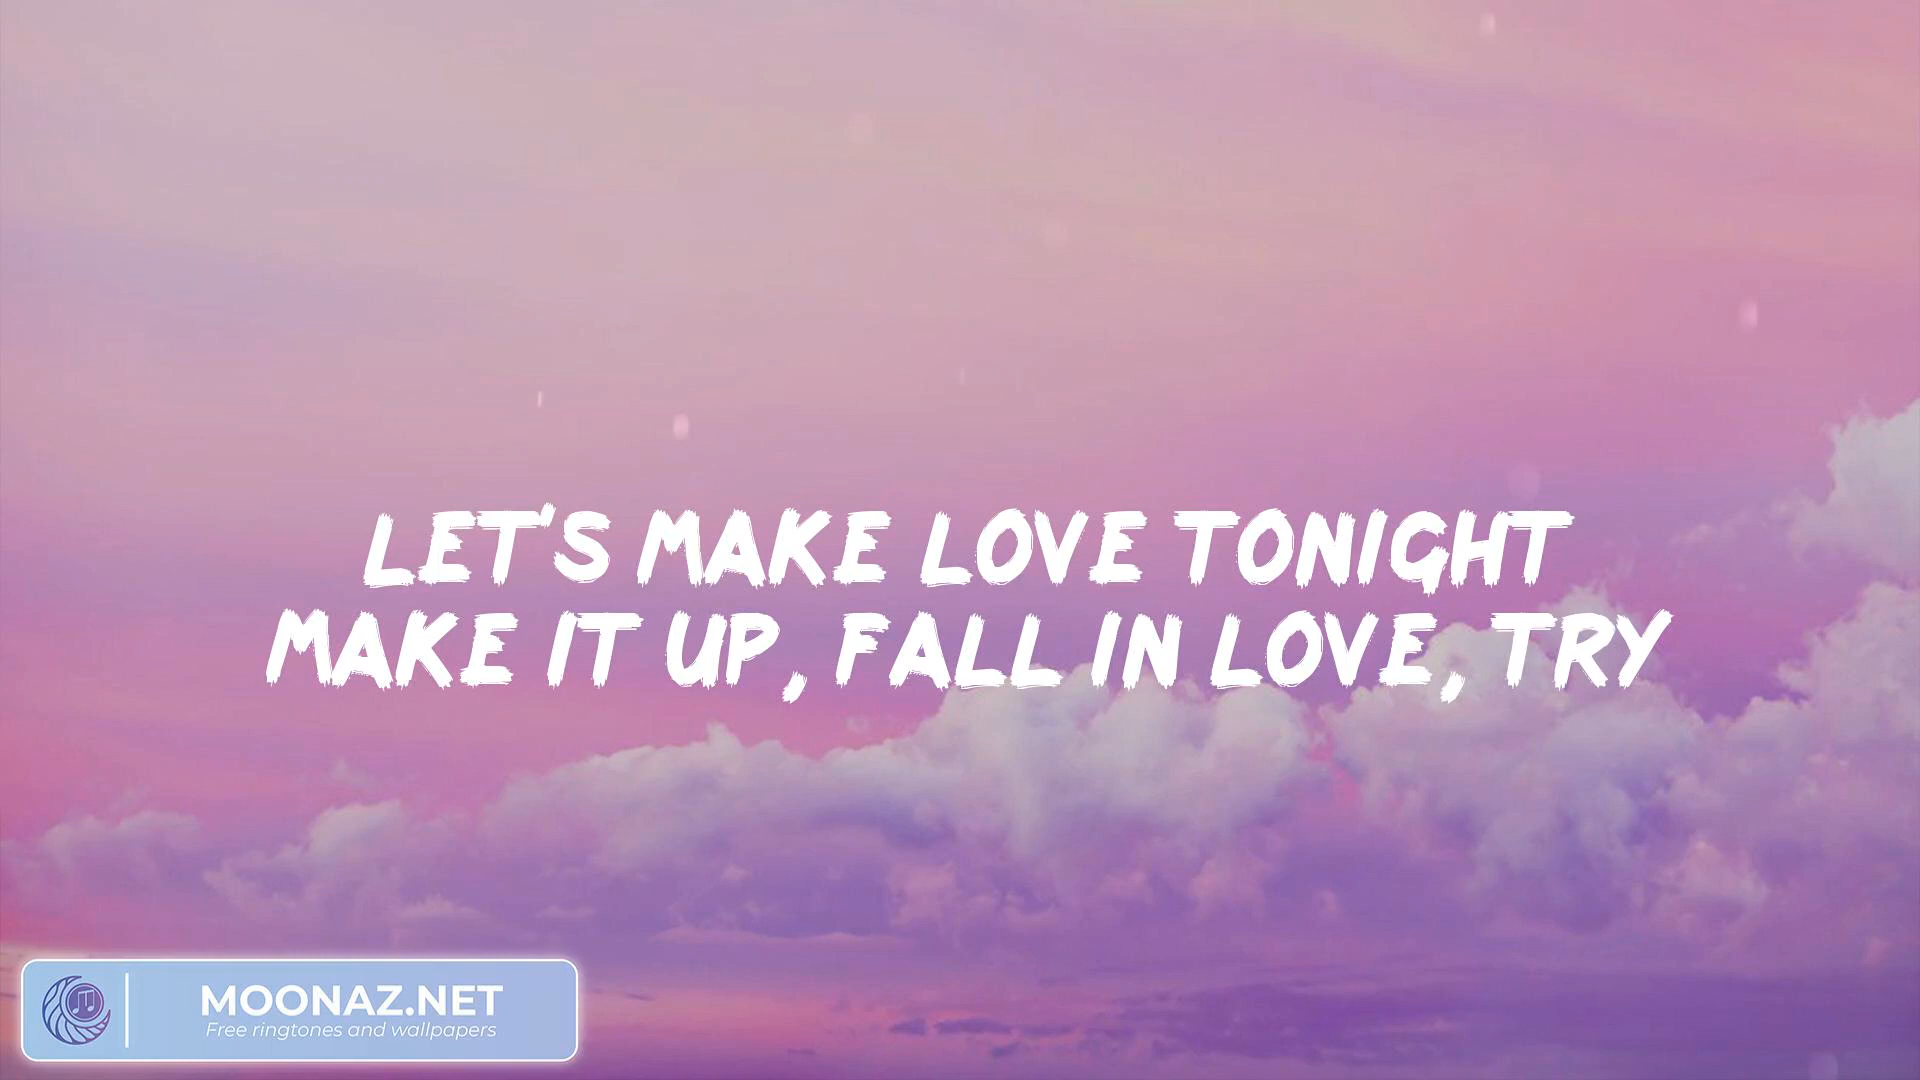 LET'S MAKE LOVE TONIGHT
MAKE IT UP, FALL IN LOVE, TRY
MOONAZ.NET
Free ringtones and wallpapers